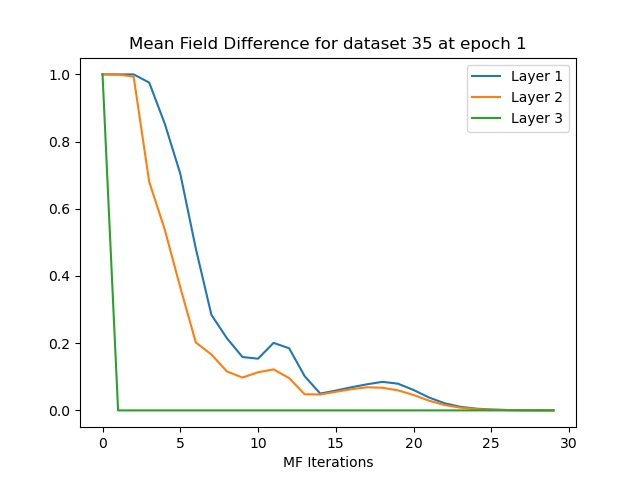 Mean Field Difference for dataset 35 at epoch 1
Layer 1
Layer 2
Layer 3
1.0
0.8
0.6
0.4
0.2
0.0
0 5 10 15 20 25 30
MF Iterations